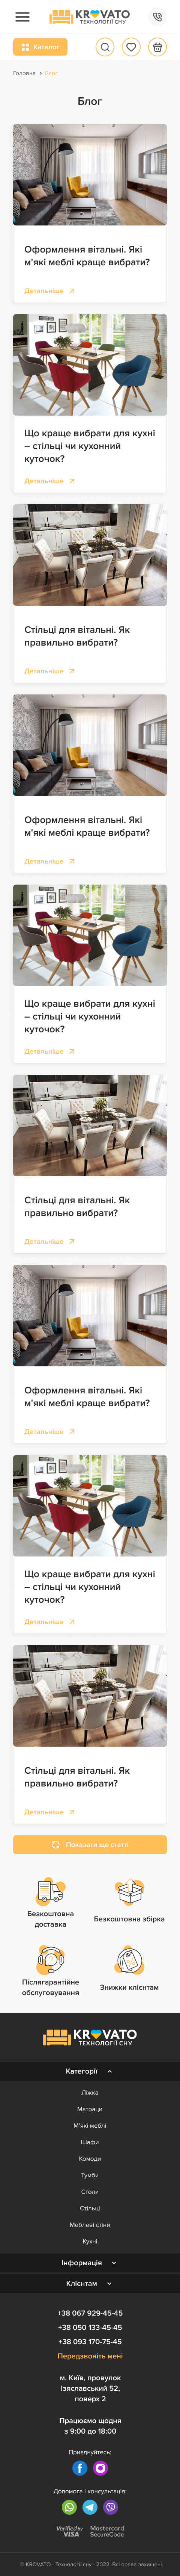 KROVATO
ТЕХНОЛОГІЇ СНУ
Каталог
Головна › Блог
Блог
Оформлення вітальні. Які
м'які меблі краще вибрати?
Детальніше
Що краще вибрати для кухні
– стільці чи кухонний
куточок?
Детальніше
Стільці для вітальні. Як
правильно вибрати?
Детальніше
Оформлення вітальні. Які
м'які меблі краще вибрати?
Детальніше
Що краще вибрати для кухні
– стільці чи кухонний
куточок?
Детальніше
Стільці для вітальні. Як
правильно вибрати?
Детальніше
Оформлення вітальні. Які
м'які меблі краще вибрати?
Детальніше
Що краще вибрати для кухні
– стільці чи кухонний
куточок?
Детальніше
Стільці для вітальні. Як
правильно вибрати?
Детальніше
Показати ще статті
Безкоштовна
доставка
Безкоштовна збірка
Післягарантійне
обслуговування
Знижки клієнтам
KROVATO
ТЕХНОЛОГІЇ СНУ
Категорії
Ліжка
Матраци
М'які меблі
Шафи
Комоди
Тумби
Столи
Стільці
Меблеві стіни
Кухні
Інформація
Клієнтам
+38 067 929-45-45
+38 050 133-45-45
+38 093 170-75-45
Передзвоніть мені
м. Київ, провулок
Ізяславський 52,
поверх 2
Працюємо щодня
з 9:00 до 18:00
Приєднуйтесь:
Допомога і консультація:
Verified by
VISA
Mastercard
SecureCode
© KROVATO - Технології сну - 2022. Всі права захищені.